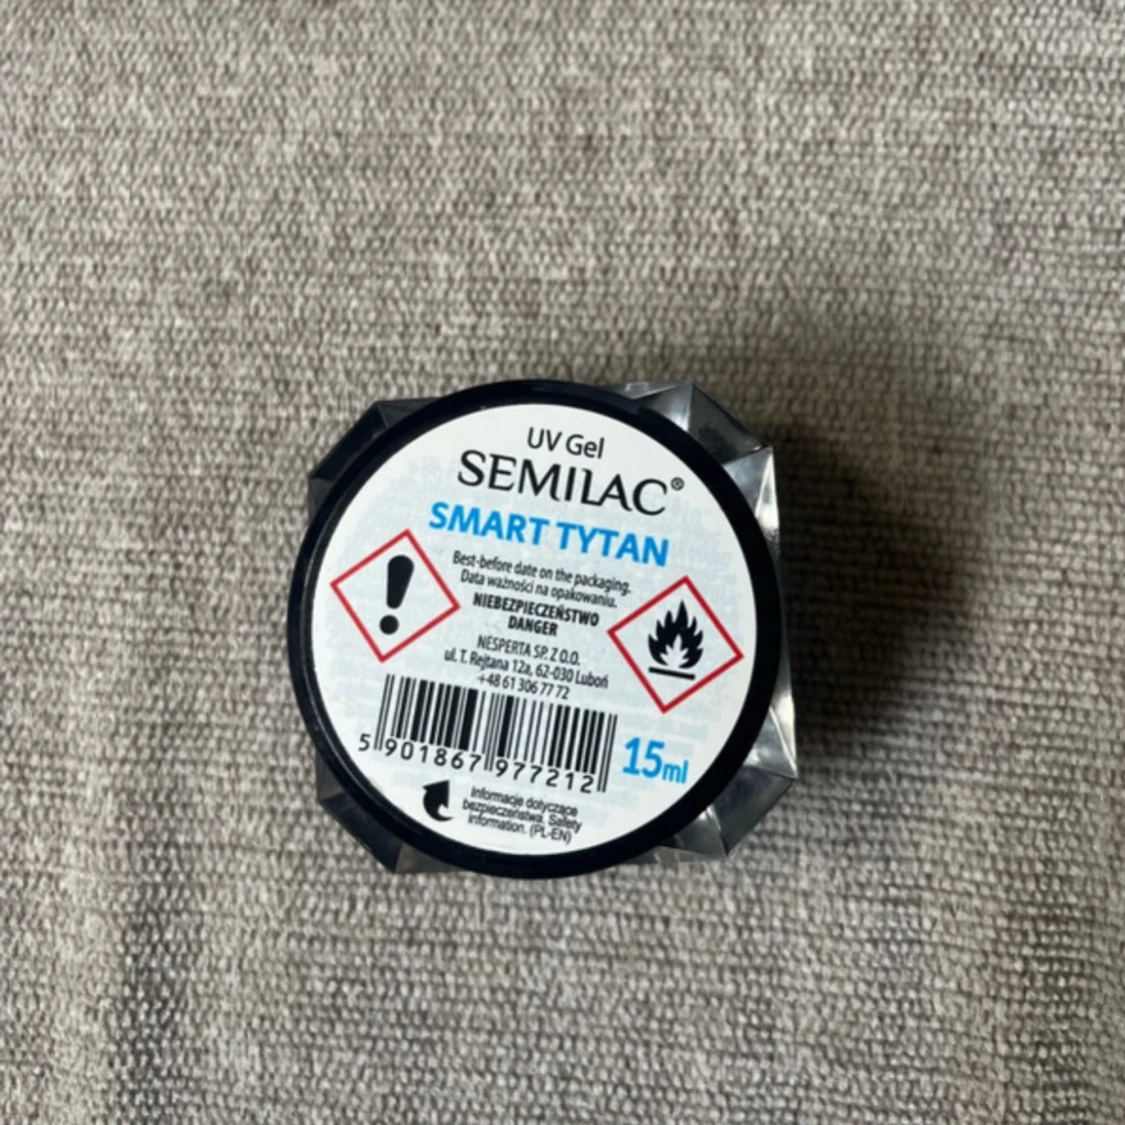 UV Gel
SEMILAC®
SMART TYTAN
Best-before date on the packaging.
Data ważności na opakowaniu.
NIEBEZPIECZEŃSTWO
DANGER
NESPERTA SP. Z O.O.
ul. T. Rejtana 12a, 62-030 Luboń
+48 61 306 77 72
5 901867 977212
15ml
Informacje dotyczące
bezpieczeństwa. Safety
information. (PL-EN)